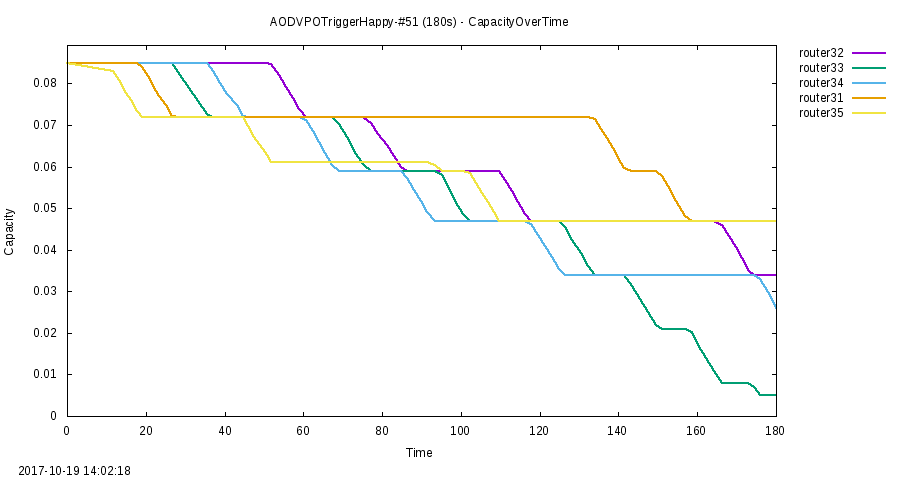 AODVPOTriggerHappy-#51 (180s) - CapacityOverTime
router32
router33
router34
router31
router35
0.08
0.07
0.06
0.05
0.04
0.03
0.02
0.01
0
Capacity
0 20 40 60 80 100 120 140 160 180
Time
2017-10-19 14:02:18